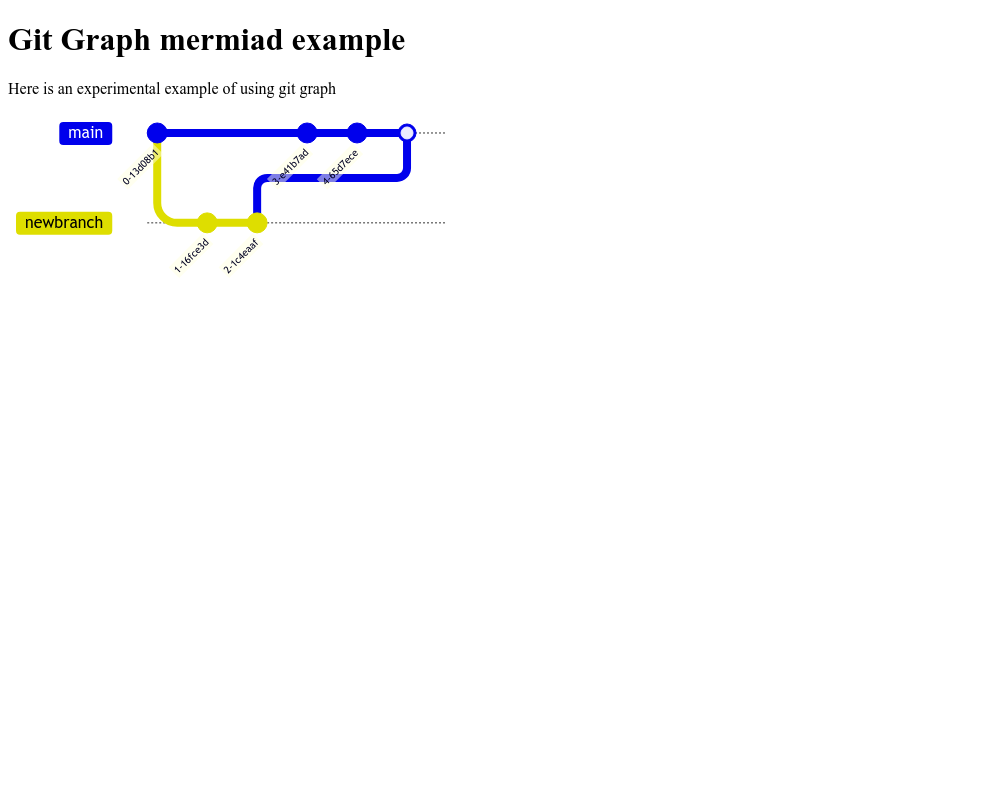 Git Graph mermiad example
Here is an experimental example of using git graph
main
0-13d08b1
3-e41b7ad
4-65d7ece
newbranch
1-16fce3d
2-1c4eaaf